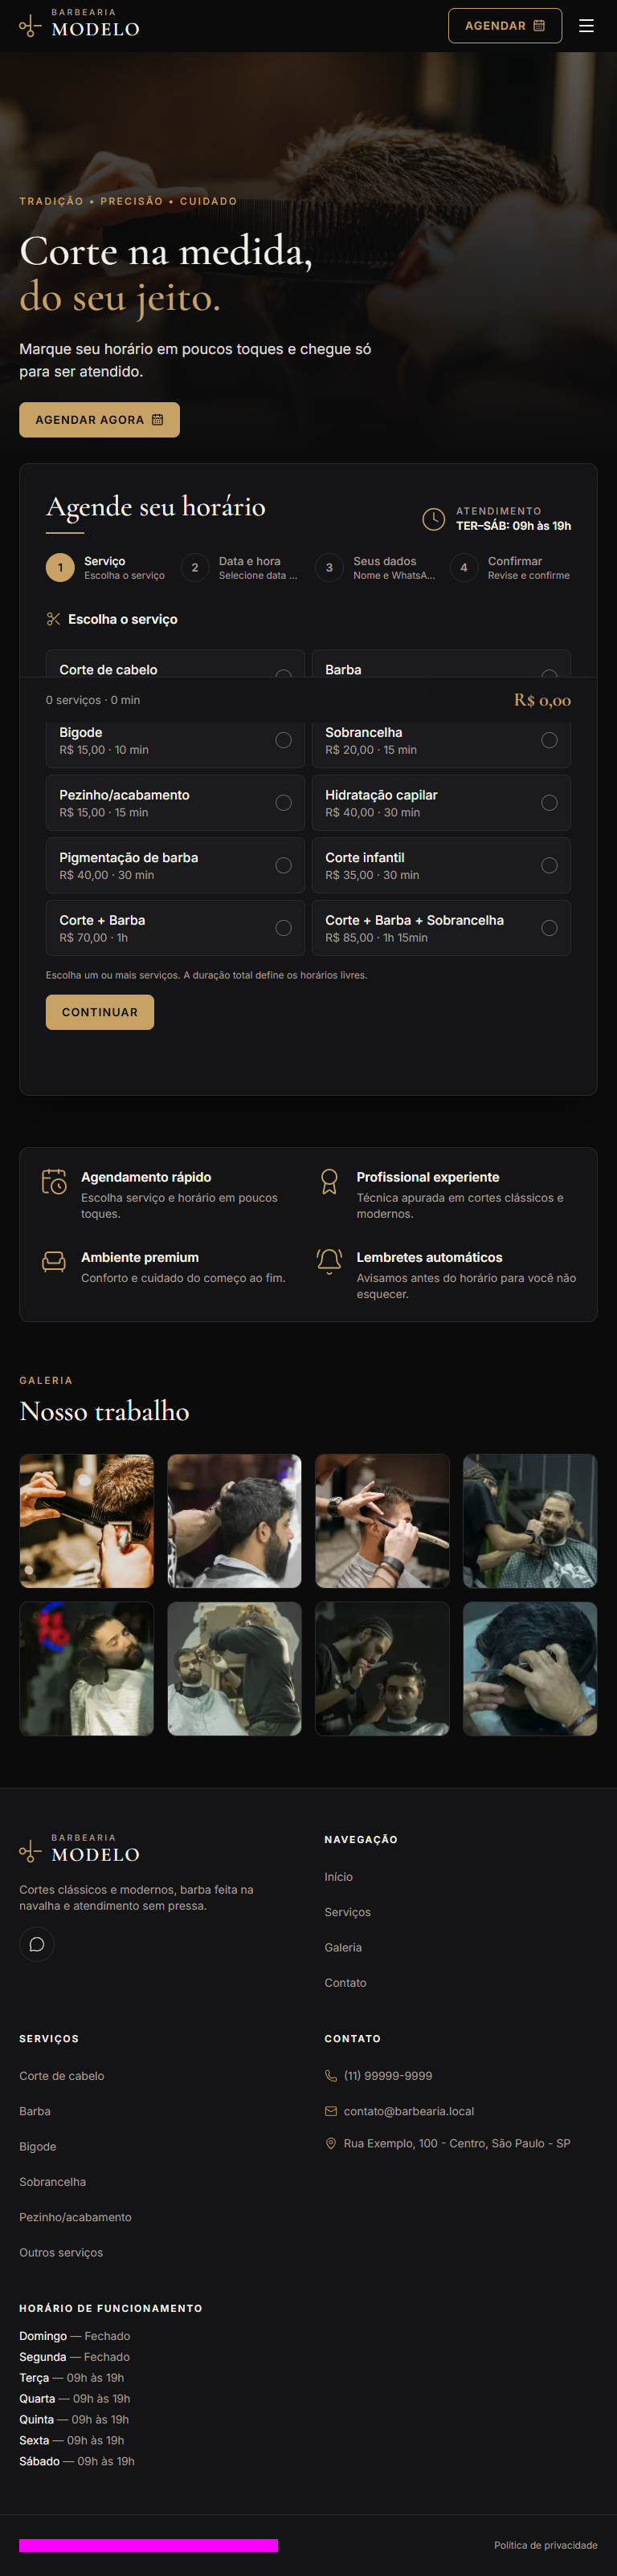 BARBEARIA
MODELO
AGENDAR
TRADIÇÃO • PRECISÃO • CUIDADO
Corte na medida,
do seu jeito.
Marque seu horário em poucos toques e chegue só
para ser atendido.
AGENDAR AGORA
Agende seu horário
ATENDIMENTO
TER–SÁB: 09h às 19h
1
Serviço
Escolha o serviço
2
Data e hora
Selecione data ...
3
Seus dados
Nome e WhatsA...
4
Confirmar
Revise e confirme
Escolha o serviço
Corte de cabelo
Barba
0 serviços · 0 min
R$ 0,00
Bigode
R$ 15,00 · 10 min
Sobrancelha
R$ 20,00 · 15 min
Pezinho/acabamento
R$ 15,00 · 15 min
Hidratação capilar
R$ 40,00 · 30 min
Pigmentação de barba
R$ 40,00 · 30 min
Corte infantil
R$ 35,00 · 30 min
Corte + Barba
R$ 70,00 · 1h
Corte + Barba + Sobrancelha
R$ 85,00 · 1h 15min
Escolha um ou mais serviços. A duração total define os horários livres.
CONTINUAR
Agendamento rápido
Escolha serviço e horário em poucos
toques.
Profissional experiente
Técnica apurada em cortes clássicos e
modernos.
Ambiente premium
Conforto e cuidado do começo ao fim.
Lembretes automáticos
Avisamos antes do horário para você não
esquecer.
GALERIA
Nosso trabalho
BARBEARIA
MODELO
Cortes clássicos e modernos, barba feita na
navalha e atendimento sem pressa.
NAVEGAÇÃO
Início
Serviços
Galeria
Contato
SERVIÇOS
Corte de cabelo
Barba
Bigode
Sobrancelha
Pezinho/acabamento
Outros serviços
CONTATO
(11) 99999-9999
contato@barbearia.local
Rua Exemplo, 100 - Centro, São Paulo - SP
HORÁRIO DE FUNCIONAMENTO
Domingo — Fechado
Segunda — Fechado
Terça — 09h às 19h
Quarta — 09h às 19h
Quinta — 09h às 19h
Sexta — 09h às 19h
Sábado — 09h às 19h
Política de privacidade